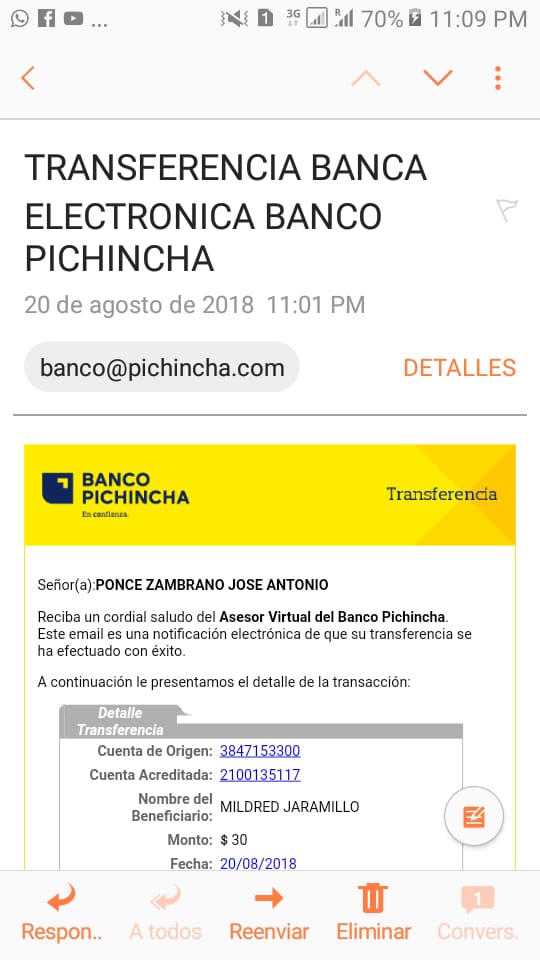 ... 1 3G R 70% 11:09 PM
TRANSFERENCIA BANCA
ELECTRONICA BANCO
PICHINCHA
20 de agosto de 2018 11:01 PM
banco@pichincha.com DETALLES
BANCO
PICHINCHA
En confianza.
Transferencia
Señor(a):PONCE ZAMBRANO JOSE ANTONIO
Reciba un cordial saludo del Asesor Virtual del Banco Pichincha.
Este email es una notificación electrónica de que su transferencia se
ha efectuado con éxito.
A continuación le presentamos el detalle de la transacción:
Detalle
Transferencia
Cuenta de Origen: 3847153300
Cuenta Acreditada: 2100135117
Nombre del
Beneficiario: MILDRED JARAMILLO
Monto: $ 30
Fecha: 20/08/2018
Respon.. A todos Reenviar Eliminar 1 Convers.